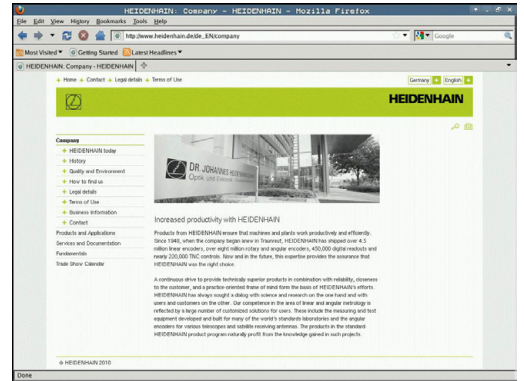 HEIDENHAIN: Company - HEIDENHAIN - Mozilla Firefox
File Edit View History Bookmarks Tools Help
http://www.heidenhain.de/de_EN/company
Google
Most Visited Getting Started Latest Headlines
HEIDENHAIN: Company - HEIDENHAIN
Home Contact Legal details Terms of Use
Germany English
HEIDENHAIN
Company
HEIDENHAIN today
History
Quality and Environment
How to find us
Legal details
Terms of Use
Business Information
Contact
Products and Applications
Services and Documentation
Fundamentals
Trade Show Calendar
DR. JOHANNES HEIDENHAIN
Optik und
Increased productivity with HEIDENHAIN
Products from HEIDENHAIN ensure that machines and plants work productively and efficiently.
Since 1948, when the company began anew in Traunreut, HEIDENHAIN has shipped over 4.5
million linear encoders, over eight million rotary and angular encoders, 450,000 digital readouts and
nearly 220,000 TNC controls. Now and in the future, this expertise provides the assurance that
HEIDENHAIN was the right choice.
A continuous drive to provide technically superior products in combination with reliability, closeness
to the customer, and a practice-oriented frame of mind form the basis of HEIDENHAIN's efforts.
HEIDENHAIN has always sought a dialog with science and research on the one hand and with
users and customers on the other. Our competence in the area of linear and angular metrology is
reflected by a large number of customized solutions for users. These include the measuring and test
equipment developed and built for many of the world's standards laboratories and the angular
encoders for various telescopes and satellite receiving antennas. The products in the standard
HEIDENHAIN product program naturally profit from the knowledge gained in such projects.
© HEIDENHAIN 2010
Done